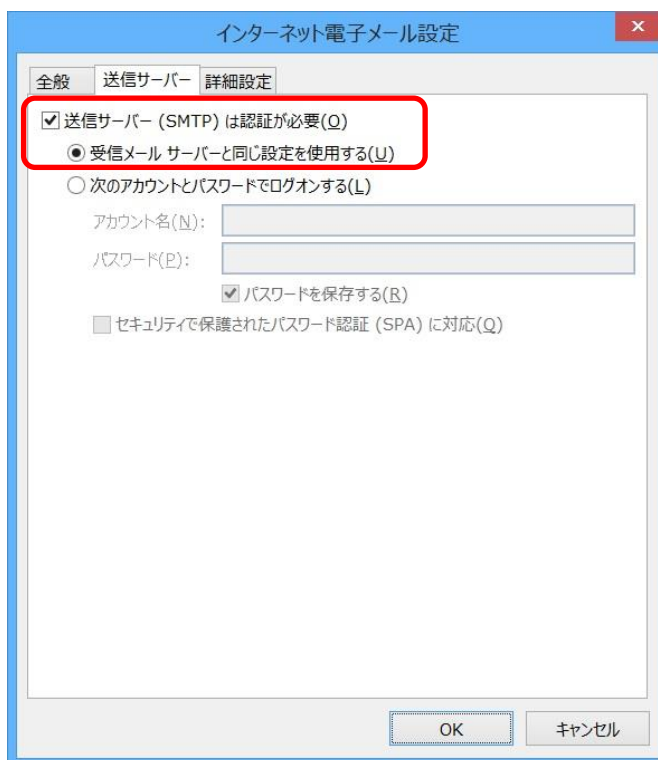 インターネット電子メール設定
全般 送信サーバー 詳細設定
送信サーバー (SMTP) は認証が必要(O)
受信メール サーバーと同じ設定を使用する(U)
次のアカウントとパスワードでログオンする(L)
アカウント名(N):
パスワード(P):
パスワードを保存する(R)
セキュリティで保護されたパスワード認証 (SPA) に対応(Q)
OK キャンセル